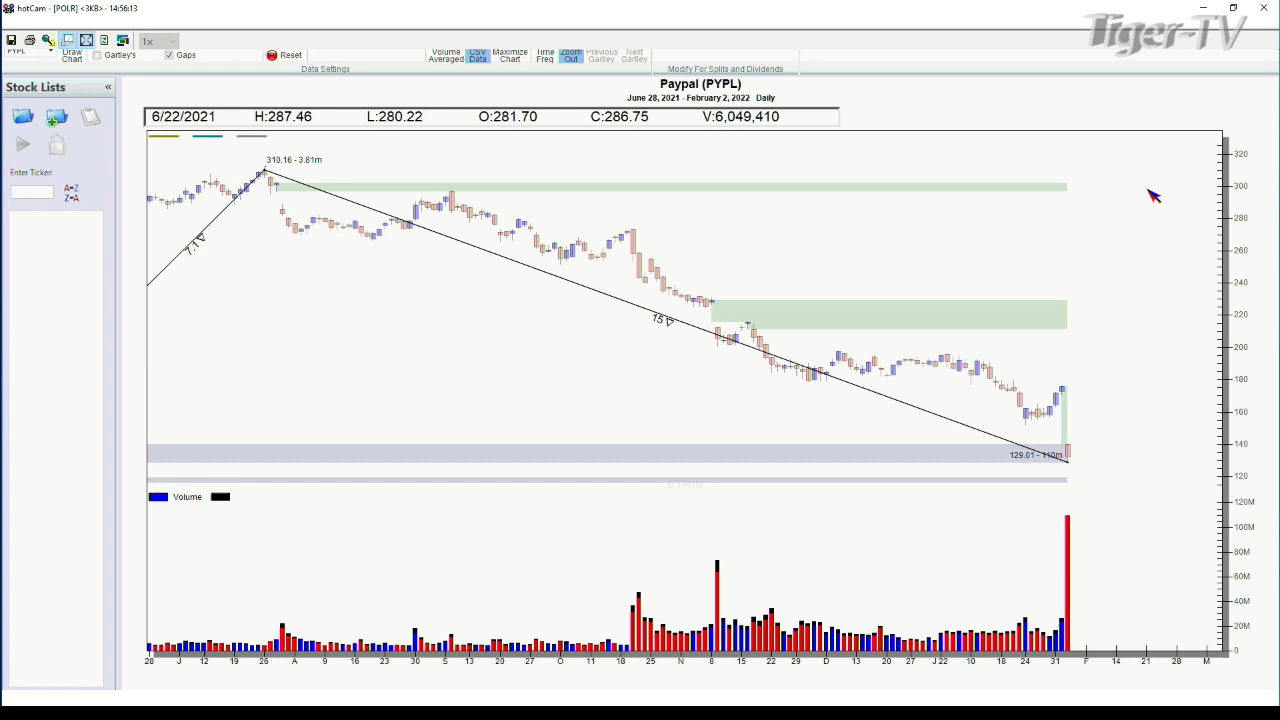 hotCam - [POLR] <3KB> - 14:56:13
Tiger-TV
1x
PYPL
Draw Chart
Gartley's
Gaps
Reset
Volume Averaged
CSV Data
Maximize Chart
Time Freq
Zoom Out
Previous Gartley
Next Gartley
Data Settings
Modify For Splits and Dividends
Stock Lists «
Enter Ticker:
A=Z
Z=A
Paypal (PYPL)
June 28, 2021 - February 2, 2022 Daily
6/22/2021 H:287.46 L:280.22 O:281.70 C:286.75 V:6,049,410
310.16 - 3.81m
7.1
15
129.01 - 110m
© TFNN
320
300
280
260
240
220
200
180
160
140
120
Volume
120M
100M
80M
60M
40M
20M
0
28 J 12 19 26 A 9 16 23 30 S 13 20 27 O 11 18 25 N 8 15 22 29 D 13 20 27 J 22 10 18 24 31 F 14 21 28 M